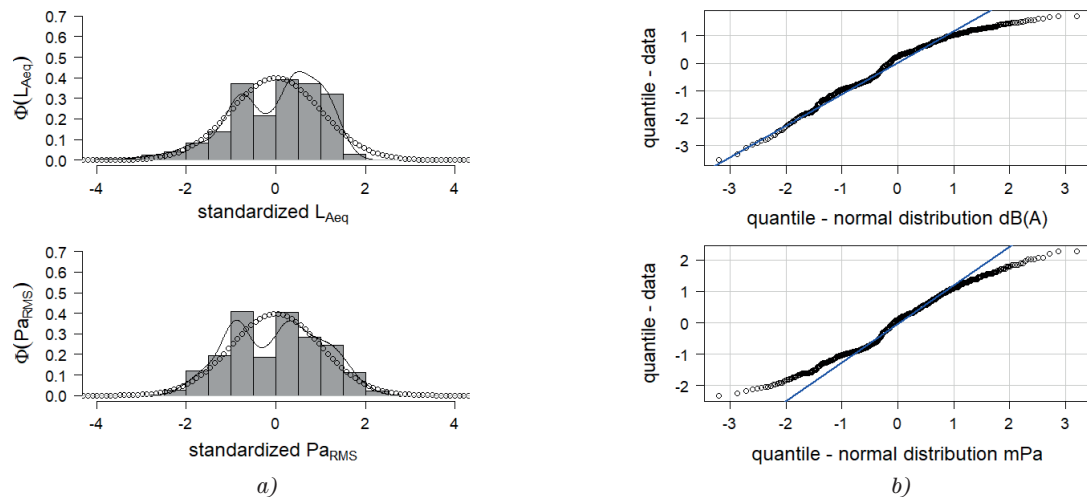 0.7
0.6
0.5
0.4
0.3
0.2
0.1
0.0
Φ(L_Aeq)
-4 -2 0 2 4
standardized L_Aeq
1
0
-1
-2
-3
quantile - data
-3 -2 -1 0 1 2 3
quantile - normal distribution dB(A)
0.7
0.6
0.5
0.4
0.3
0.2
0.1
0.0
Φ(Pa_RMS)
-4 -2 0 2 4
standardized Pa_RMS
a)
2
1
0
-1
-2
quantile - data
-3 -2 -1 0 1 2 3
quantile - normal distribution mPa
b)